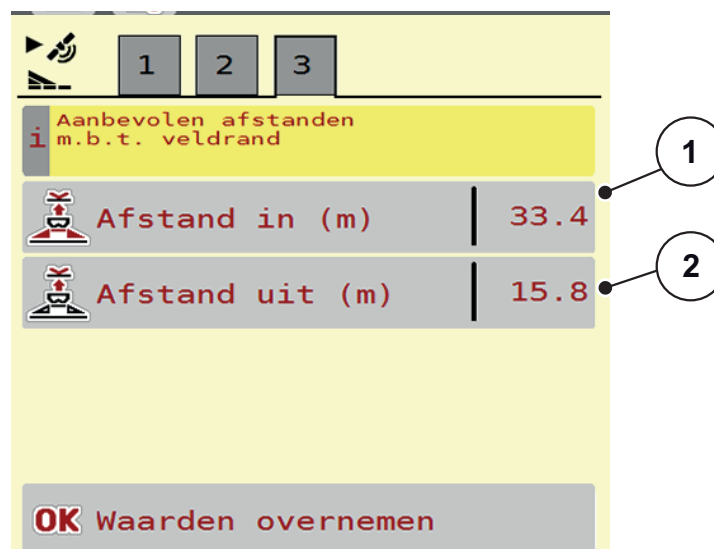 1 2 3
Aanbevolen afstanden
i m.b.t. veldrand
Afstand in (m) 33.4
1
Afstand uit (m) 15.8
2
OK Waarden overnemen